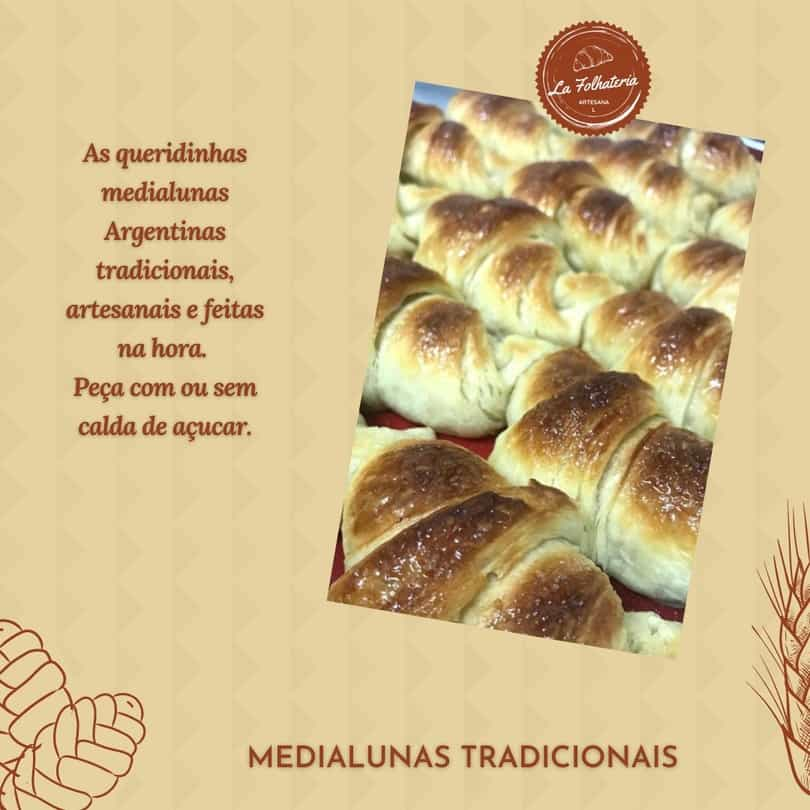 La Folhateria
ARTESANA
L
As queridinhas
medialunas
Argentinas
tradicionais,
artesanais e feitas
na hora.
Peça com ou sem
calda de açucar.
MEDIALUNAS TRADICIONAIS